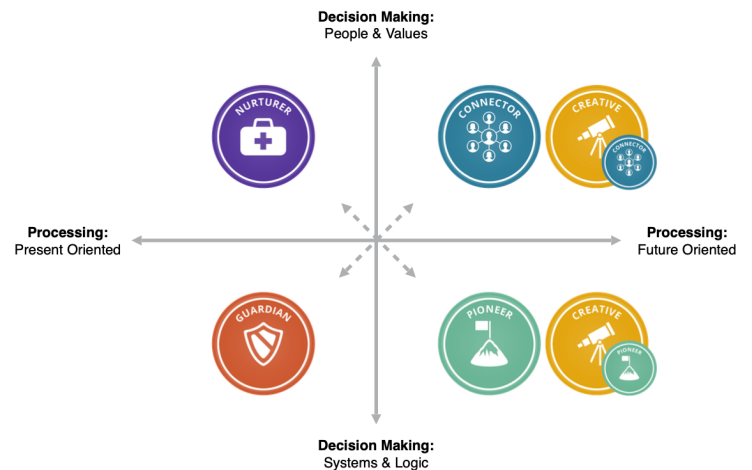 Decision Making:
People & Values
NURTURER
CONNECTOR
CREATIVE
CONNECTOR
Processing:
Present Oriented
Processing:
Future Oriented
GUARDIAN
PIONEER
CREATIVE
PIONEER
Decision Making:
Systems & Logic